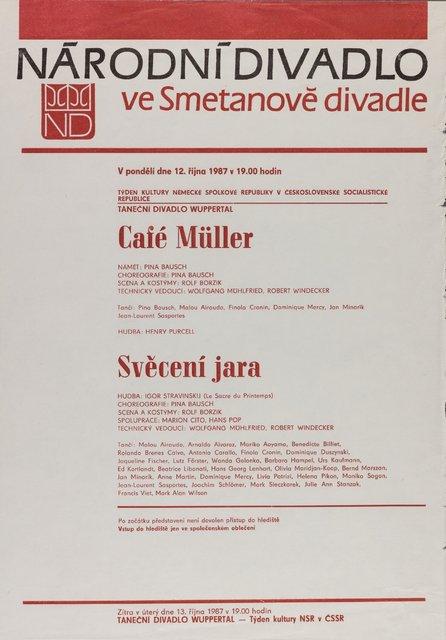 NÁRODNÍ DIVADLO
ve Smetanově divadle
ND
V pondělí dne 12. října 1987 v 19.00 hodin
TÝDEN KULTURY NĚMECKÉ SPOLKOVÉ REPUBLIKY V ČESKOSLOVENSKÉ SOCIALISTICKÉ
REPUBLICE
TANEČNÍ DIVADLO WUPPERTAL
Café Müller
NÁMĚT: PINA BAUSCH
CHOREOGRAFIE: PINA BAUSCH
SCÉNA A KOSTÝMY: ROLF BORZIK
TECHNICKÝ VEDOUCÍ: WOLFGANG MÜHLFRIED, ROBERT WINDECKER
Tančí: Pina Bausch, Malou Airoudo, Finola Cronin, Dominique Mercy, Jan Minarik
Jean-Laurent Sasportes
HUDBA: HENRY PURCELL
Svěcení jara
HUDBA: IGOR STRAVINSKIJ (Le Sacre du Printemps)
CHOREOGRAFIE: PINA BAUSCH
SCÉNA A KOSTÝMY: ROLF BORZIK
SPOLUPRÁCE: MARION CITO, HANS POP
TECHNICKÝ VEDOUCÍ: WOLFGANG MÜHLFRIED, ROBERT WINDECKER
Tančí: Malou Airaudo, Arnaldo Alvarez, Mariko Aoyama, Benedicte Billiet,
Rolando Brenes Calvo, Antonio Carallo, Finola Cronin, Dominique Duszynski,
Jaqueline Fischer, Lutz Förster, Wanda Golonka, Barbara Hampel, Urs Kaufmann,
Ed Kortlandt, Beatrice Libonati, Hans Georg Lenhart, Olivia Maridjan-Koop, Bernd Marszan,
Jan Minarik, Anne Martin, Dominique Mercy, Livia Patrizi, Helena Pikon, Monika Sagon,
Jean-Laurent Sasportes, Joachim Schlömer, Mark Sieczkarek, Julie Ann Stanzak,
Francis Viet, Mark Alan Wilson
Po začátku představení není dovolen přístup do hlediště
Vstup do hlediště jen ve společenském oblečení
Zítra v úterý dne 13. října 1987 v 19.00 hodin
TANEČNÍ DIVADLO WUPPERTAL — Týden kultury NSR v ČSSR